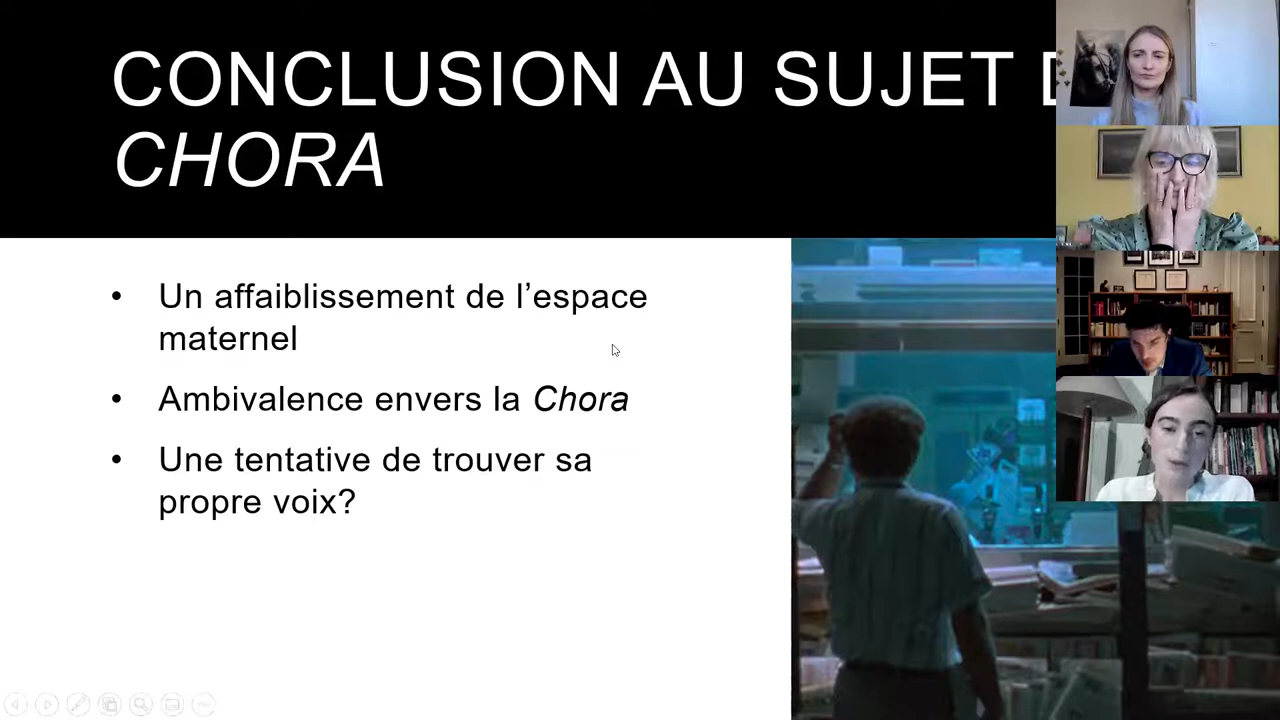 CONCLUSION AU SUJET
CHORA
• Un affaiblissement de l’espace
maternel
• Ambivalence envers la Chora
• Une tentative de trouver sa
propre voix?